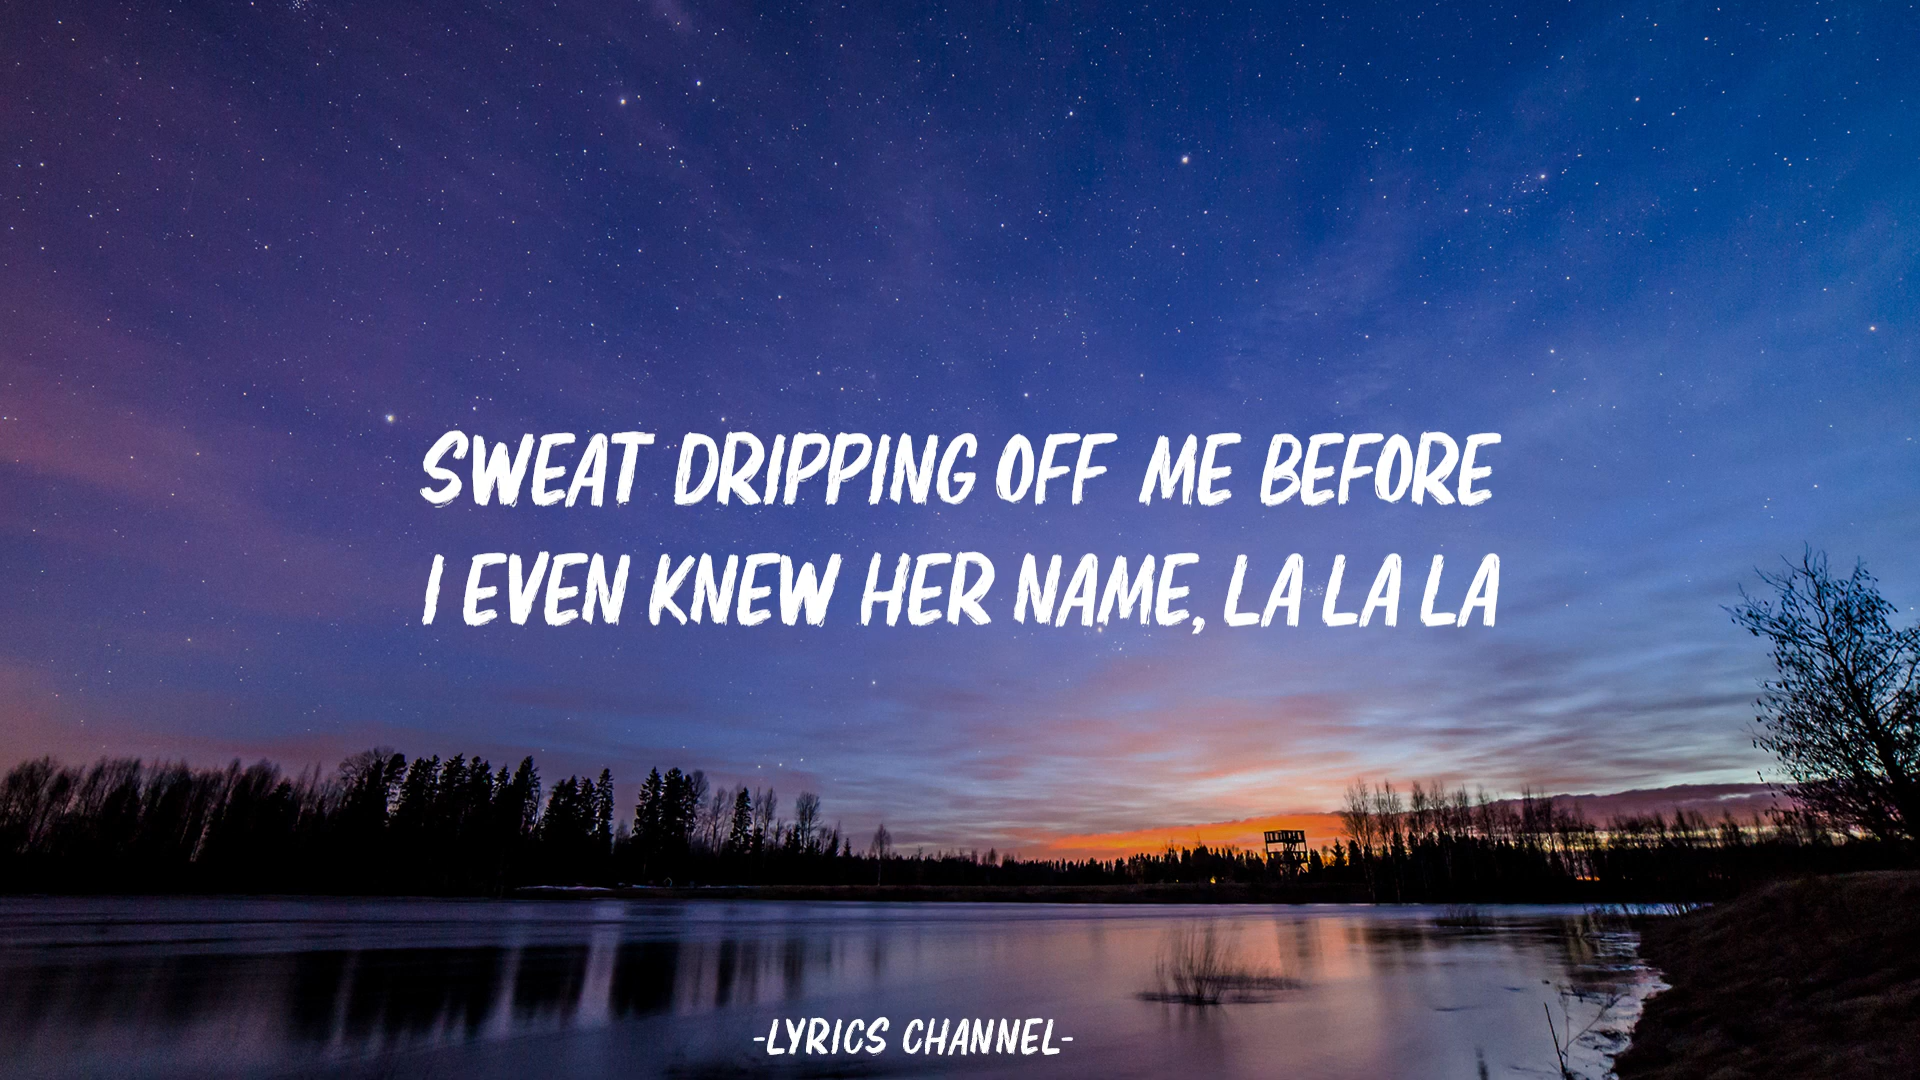 SWEAT DRIPPING OFF ME BEFORE
I EVEN KNEW HER NAME, LA LA LA
-LYRICS CHANNEL-